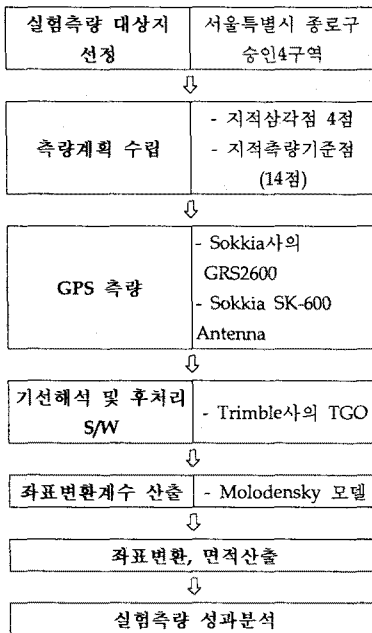 실험측량 대상지
선정
서울특별시 종로구
숭인4구역
측량계획 수립
- 지적삼각점 4점
- 지적측량기준점
(14점)
GPS 측량
- Sokkia사의
GRS2600
- Sokkia SK-600
Antenna
기선해석 및 후처리
S/W
- Trimble사의 TGO
좌표변환계수 산출
- Molodensky 모델
좌표변환, 면적산출
실험측량 성과분석